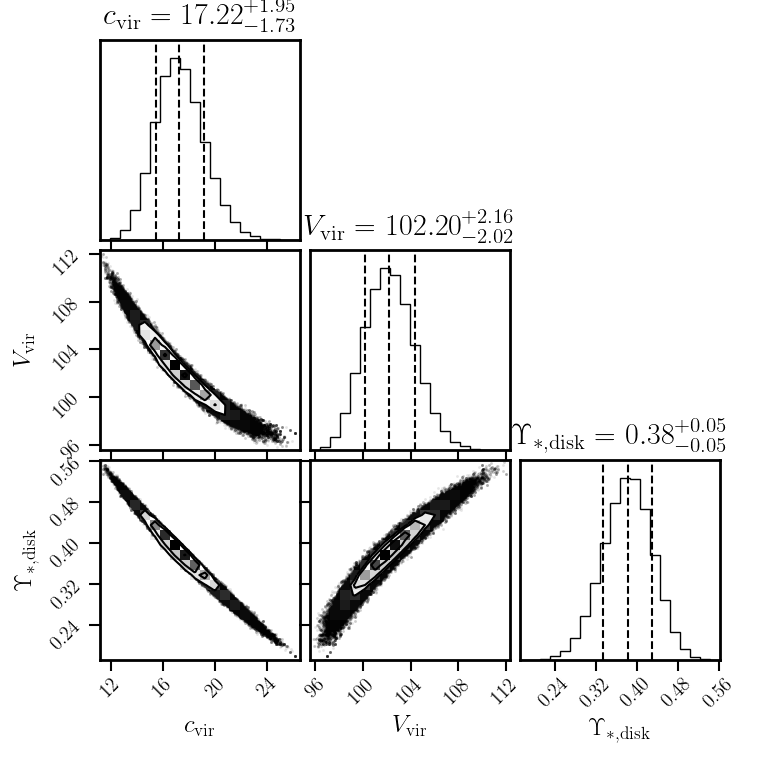 c_vir = 17.22^{+1.95}_{-1.73}
V_vir = 102.20^{+2.16}_{-2.02}
112
108
104
100
96
V_vir
ϒ_{*,disk} = 0.38^{+0.05}_{-0.05}
0.56
0.48
0.40
0.32
0.24
ϒ_{*,disk}
12 16 20 24
96 100 104 108 112
0.24 0.32 0.40 0.48 0.56
c_vir
V_vir
ϒ_{*,disk}